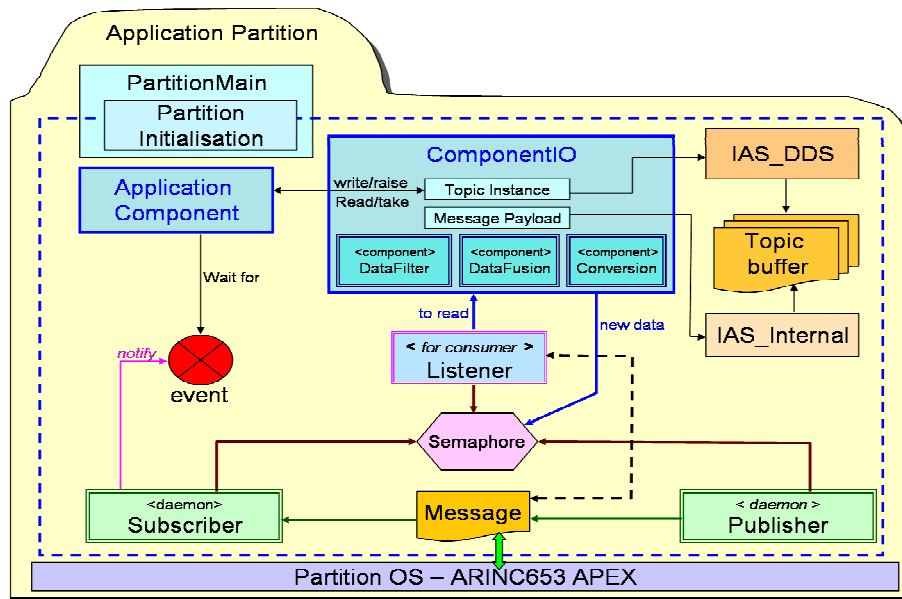 Application Partition
PartitionMain
Partition
Initialisation
ComponentIO
IAS_DDS
Application
Component
write/raise
Read/take
Topic Instance
Message Payload
Topic
buffer
<component>
DataFilter
<component>
DataFusion
<component>
Conversion
Wait for
to read
new data
IAS_Internal
notify
< for consumer >
Listener
event
Semaphore
<daemon>
Subscriber
Message
< daemon >
Publisher
Partition OS – ARINC653 APEX